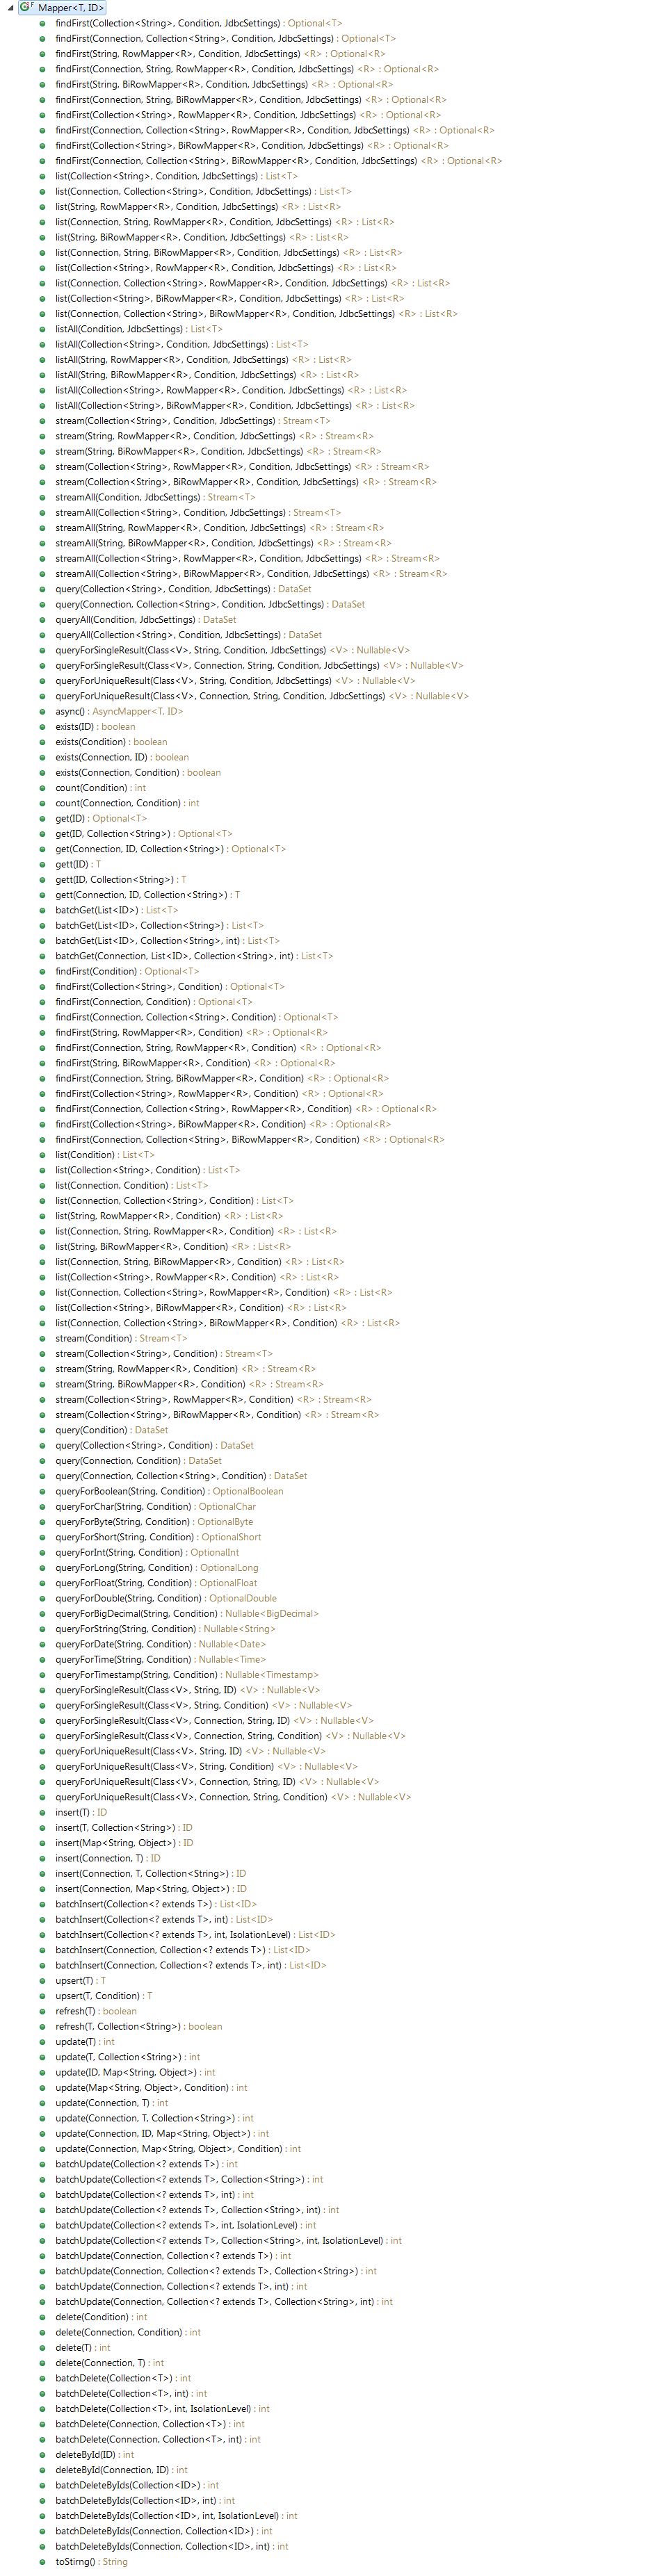 Mapper<T, ID>
findFirst(Collection<String>, Condition, JdbcSettings) : Optional<T>
findFirst(Connection, Collection<String>, Condition, JdbcSettings) : Optional<T>
findFirst(String, RowMapper<R>, Condition, JdbcSettings) <R> : Optional<R>
findFirst(Connection, String, RowMapper<R>, Condition, JdbcSettings) <R> : Optional<R>
findFirst(String, BiRowMapper<R>, Condition, JdbcSettings) <R> : Optional<R>
findFirst(Connection, String, BiRowMapper<R>, Condition, JdbcSettings) <R> : Optional<R>
findFirst(Collection<String>, RowMapper<R>, Condition, JdbcSettings) <R> : Optional<R>
findFirst(Connection, Collection<String>, RowMapper<R>, Condition, JdbcSettings) <R> : Optional<R>
findFirst(Collection<String>, BiRowMapper<R>, Condition, JdbcSettings) <R> : Optional<R>
findFirst(Connection, Collection<String>, BiRowMapper<R>, Condition, JdbcSettings) <R> : Optional<R>
list(Collection<String>, Condition, JdbcSettings) : List<T>
list(Connection, Collection<String>, Condition, JdbcSettings) : List<T>
list(String, RowMapper<R>, Condition, JdbcSettings) <R> : List<R>
list(Connection, String, RowMapper<R>, Condition, JdbcSettings) <R> : List<R>
list(String, BiRowMapper<R>, Condition, JdbcSettings) <R> : List<R>
list(Connection, String, BiRowMapper<R>, Condition, JdbcSettings) <R> : List<R>
list(Collection<String>, RowMapper<R>, Condition, JdbcSettings) <R> : List<R>
list(Connection, Collection<String>, RowMapper<R>, Condition, JdbcSettings) <R> : List<R>
list(Collection<String>, BiRowMapper<R>, Condition, JdbcSettings) <R> : List<R>
list(Connection, Collection<String>, BiRowMapper<R>, Condition, JdbcSettings) <R> : List<R>
listAll(Condition, JdbcSettings) : List<T>
listAll(Collection<String>, Condition, JdbcSettings) : List<T>
listAll(String, RowMapper<R>, Condition, JdbcSettings) <R> : List<R>
listAll(String, BiRowMapper<R>, Condition, JdbcSettings) <R> : List<R>
listAll(Collection<String>, RowMapper<R>, Condition, JdbcSettings) <R> : List<R>
listAll(Collection<String>, BiRowMapper<R>, Condition, JdbcSettings) <R> : List<R>
stream(Collection<String>, Condition, JdbcSettings) : Stream<T>
stream(String, RowMapper<R>, Condition, JdbcSettings) <R> : Stream<R>
stream(String, BiRowMapper<R>, Condition, JdbcSettings) <R> : Stream<R>
stream(Collection<String>, RowMapper<R>, Condition, JdbcSettings) <R> : Stream<R>
stream(Collection<String>, BiRowMapper<R>, Condition, JdbcSettings) <R> : Stream<R>
streamAll(Condition, JdbcSettings) : Stream<T>
streamAll(Collection<String>, Condition, JdbcSettings) : Stream<T>
streamAll(String, RowMapper<R>, Condition, JdbcSettings) <R> : Stream<R>
streamAll(String, BiRowMapper<R>, Condition, JdbcSettings) <R> : Stream<R>
streamAll(Collection<String>, RowMapper<R>, Condition, JdbcSettings) <R> : Stream<R>
streamAll(Collection<String>, BiRowMapper<R>, Condition, JdbcSettings) <R> : Stream<R>
query(Collection<String>, Condition, JdbcSettings) : DataSet
query(Connection, Collection<String>, Condition, JdbcSettings) : DataSet
queryAll(Condition, JdbcSettings) : DataSet
queryAll(Collection<String>, Condition, JdbcSettings) : DataSet
queryForSingleResult(Class<V>, String, Condition, JdbcSettings) <V> : Nullable<V>
queryForSingleResult(Class<V>, Connection, String, Condition, JdbcSettings) <V> : Nullable<V>
queryForUniqueResult(Class<V>, String, Condition, JdbcSettings) <V> : Nullable<V>
queryForUniqueResult(Class<V>, Connection, String, Condition, JdbcSettings) <V> : Nullable<V>
async() : AsyncMapper<T, ID>
exists(ID) : boolean
exists(Condition) : boolean
exists(Connection, ID) : boolean
exists(Connection, Condition) : boolean
count(Condition) : int
count(Connection, Condition) : int
get(ID) : Optional<T>
get(ID, Collection<String>) : Optional<T>
get(Connection, ID, Collection<String>) : Optional<T>
gett(ID) : T
gett(ID, Collection<String>) : T
gett(Connection, ID, Collection<String>) : T
batchGet(List<ID>) : List<T>
batchGet(List<ID>, Collection<String>) : List<T>
batchGet(List<ID>, Collection<String>, int) : List<T>
batchGet(Connection, List<ID>, Collection<String>, int) : List<T>
findFirst(Condition) : Optional<T>
findFirst(Collection<String>, Condition) : Optional<T>
findFirst(Connection, Condition) : Optional<T>
findFirst(Connection, Collection<String>, Condition) : Optional<T>
findFirst(String, RowMapper<R>, Condition) <R> : Optional<R>
findFirst(Connection, String, RowMapper<R>, Condition) <R> : Optional<R>
findFirst(String, BiRowMapper<R>, Condition) <R> : Optional<R>
findFirst(Connection, String, BiRowMapper<R>, Condition) <R> : Optional<R>
findFirst(Collection<String>, RowMapper<R>, Condition) <R> : Optional<R>
findFirst(Connection, Collection<String>, RowMapper<R>, Condition) <R> : Optional<R>
findFirst(Collection<String>, BiRowMapper<R>, Condition) <R> : Optional<R>
findFirst(Connection, Collection<String>, BiRowMapper<R>, Condition) <R> : Optional<R>
list(Condition) : List<T>
list(Collection<String>, Condition) : List<T>
list(Connection, Condition) : List<T>
list(Connection, Collection<String>, Condition) : List<T>
list(String, RowMapper<R>, Condition) <R> : List<R>
list(Connection, String, RowMapper<R>, Condition) <R> : List<R>
list(String, BiRowMapper<R>, Condition) <R> : List<R>
list(Connection, String, BiRowMapper<R>, Condition) <R> : List<R>
list(Collection<String>, RowMapper<R>, Condition) <R> : List<R>
list(Connection, Collection<String>, RowMapper<R>, Condition) <R> : List<R>
list(Collection<String>, BiRowMapper<R>, Condition) <R> : List<R>
list(Connection, Collection<String>, BiRowMapper<R>, Condition) <R> : List<R>
stream(Condition) : Stream<T>
stream(Collection<String>, Condition) : Stream<T>
stream(String, RowMapper<R>, Condition) <R> : Stream<R>
stream(String, BiRowMapper<R>, Condition) <R> : Stream<R>
stream(Collection<String>, RowMapper<R>, Condition) <R> : Stream<R>
stream(Collection<String>, BiRowMapper<R>, Condition) <R> : Stream<R>
query(Condition) : DataSet
query(Collection<String>, Condition) : DataSet
query(Connection, Condition) : DataSet
query(Connection, Collection<String>, Condition) : DataSet
queryForBoolean(String, Condition) : OptionalBoolean
queryForChar(String, Condition) : OptionalChar
queryForByte(String, Condition) : OptionalByte
queryForShort(String, Condition) : OptionalShort
queryForInt(String, Condition) : OptionalInt
queryForLong(String, Condition) : OptionalLong
queryForFloat(String, Condition) : OptionalFloat
queryForDouble(String, Condition) : OptionalDouble
queryForBigDecimal(String, Condition) : Nullable<BigDecimal>
queryForString(String, Condition) : Nullable<String>
queryForDate(String, Condition) : Nullable<Date>
queryForTime(String, Condition) : Nullable<Time>
queryForTimestamp(String, Condition) : Nullable<Timestamp>
queryForSingleResult(Class<V>, String, ID) <V> : Nullable<V>
queryForSingleResult(Class<V>, String, Condition) <V> : Nullable<V>
queryForSingleResult(Class<V>, Connection, String, ID) <V> : Nullable<V>
queryForSingleResult(Class<V>, Connection, String, Condition) <V> : Nullable<V>
queryForUniqueResult(Class<V>, String, ID) <V> : Nullable<V>
queryForUniqueResult(Class<V>, String, Condition) <V> : Nullable<V>
queryForUniqueResult(Class<V>, Connection, String, ID) <V> : Nullable<V>
queryForUniqueResult(Class<V>, Connection, String, Condition) <V> : Nullable<V>
insert(T) : ID
insert(T, Collection<String>) : ID
insert(Map<String, Object>) : ID
insert(Connection, T) : ID
insert(Connection, T, Collection<String>) : ID
insert(Connection, Map<String, Object>) : ID
batchInsert(Collection<? extends T>) : List<ID>
batchInsert(Collection<? extends T>, int) : List<ID>
batchInsert(Collection<? extends T>, int, IsolationLevel) : List<ID>
batchInsert(Connection, Collection<? extends T>) : List<ID>
batchInsert(Connection, Collection<? extends T>, int) : List<ID>
upsert(T) : T
upsert(T, Condition) : T
refresh(T) : boolean
refresh(T, Collection<String>) : boolean
update(T) : int
update(T, Collection<String>) : int
update(ID, Map<String, Object>) : int
update(Map<String, Object>, Condition) : int
update(Connection, T) : int
update(Connection, T, Collection<String>) : int
update(Connection, ID, Map<String, Object>) : int
update(Connection, Map<String, Object>, Condition) : int
batchUpdate(Collection<? extends T>) : int
batchUpdate(Collection<? extends T>, Collection<String>) : int
batchUpdate(Collection<? extends T>, int) : int
batchUpdate(Collection<? extends T>, Collection<String>, int) : int
batchUpdate(Collection<? extends T>, int, IsolationLevel) : int
batchUpdate(Collection<? extends T>, Collection<String>, int, IsolationLevel) : int
batchUpdate(Connection, Collection<? extends T>) : int
batchUpdate(Connection, Collection<? extends T>, Collection<String>) : int
batchUpdate(Connection, Collection<? extends T>, int) : int
batchUpdate(Connection, Collection<? extends T>, Collection<String>, int) : int
delete(Condition) : int
delete(Connection, Condition) : int
delete(T) : int
delete(Connection, T) : int
batchDelete(Collection<T>) : int
batchDelete(Collection<T>, int) : int
batchDelete(Collection<T>, int, IsolationLevel) : int
batchDelete(Connection, Collection<T>) : int
batchDelete(Connection, Collection<T>, int) : int
deleteById(ID) : int
deleteById(Connection, ID) : int
batchDeleteByIds(Collection<ID>) : int
batchDeleteByIds(Collection<ID>, int) : int
batchDeleteByIds(Collection<ID>, int, IsolationLevel) : int
batchDeleteByIds(Connection, Collection<ID>) : int
batchDeleteByIds(Connection, Collection<ID>, int) : int
toStirng() : String